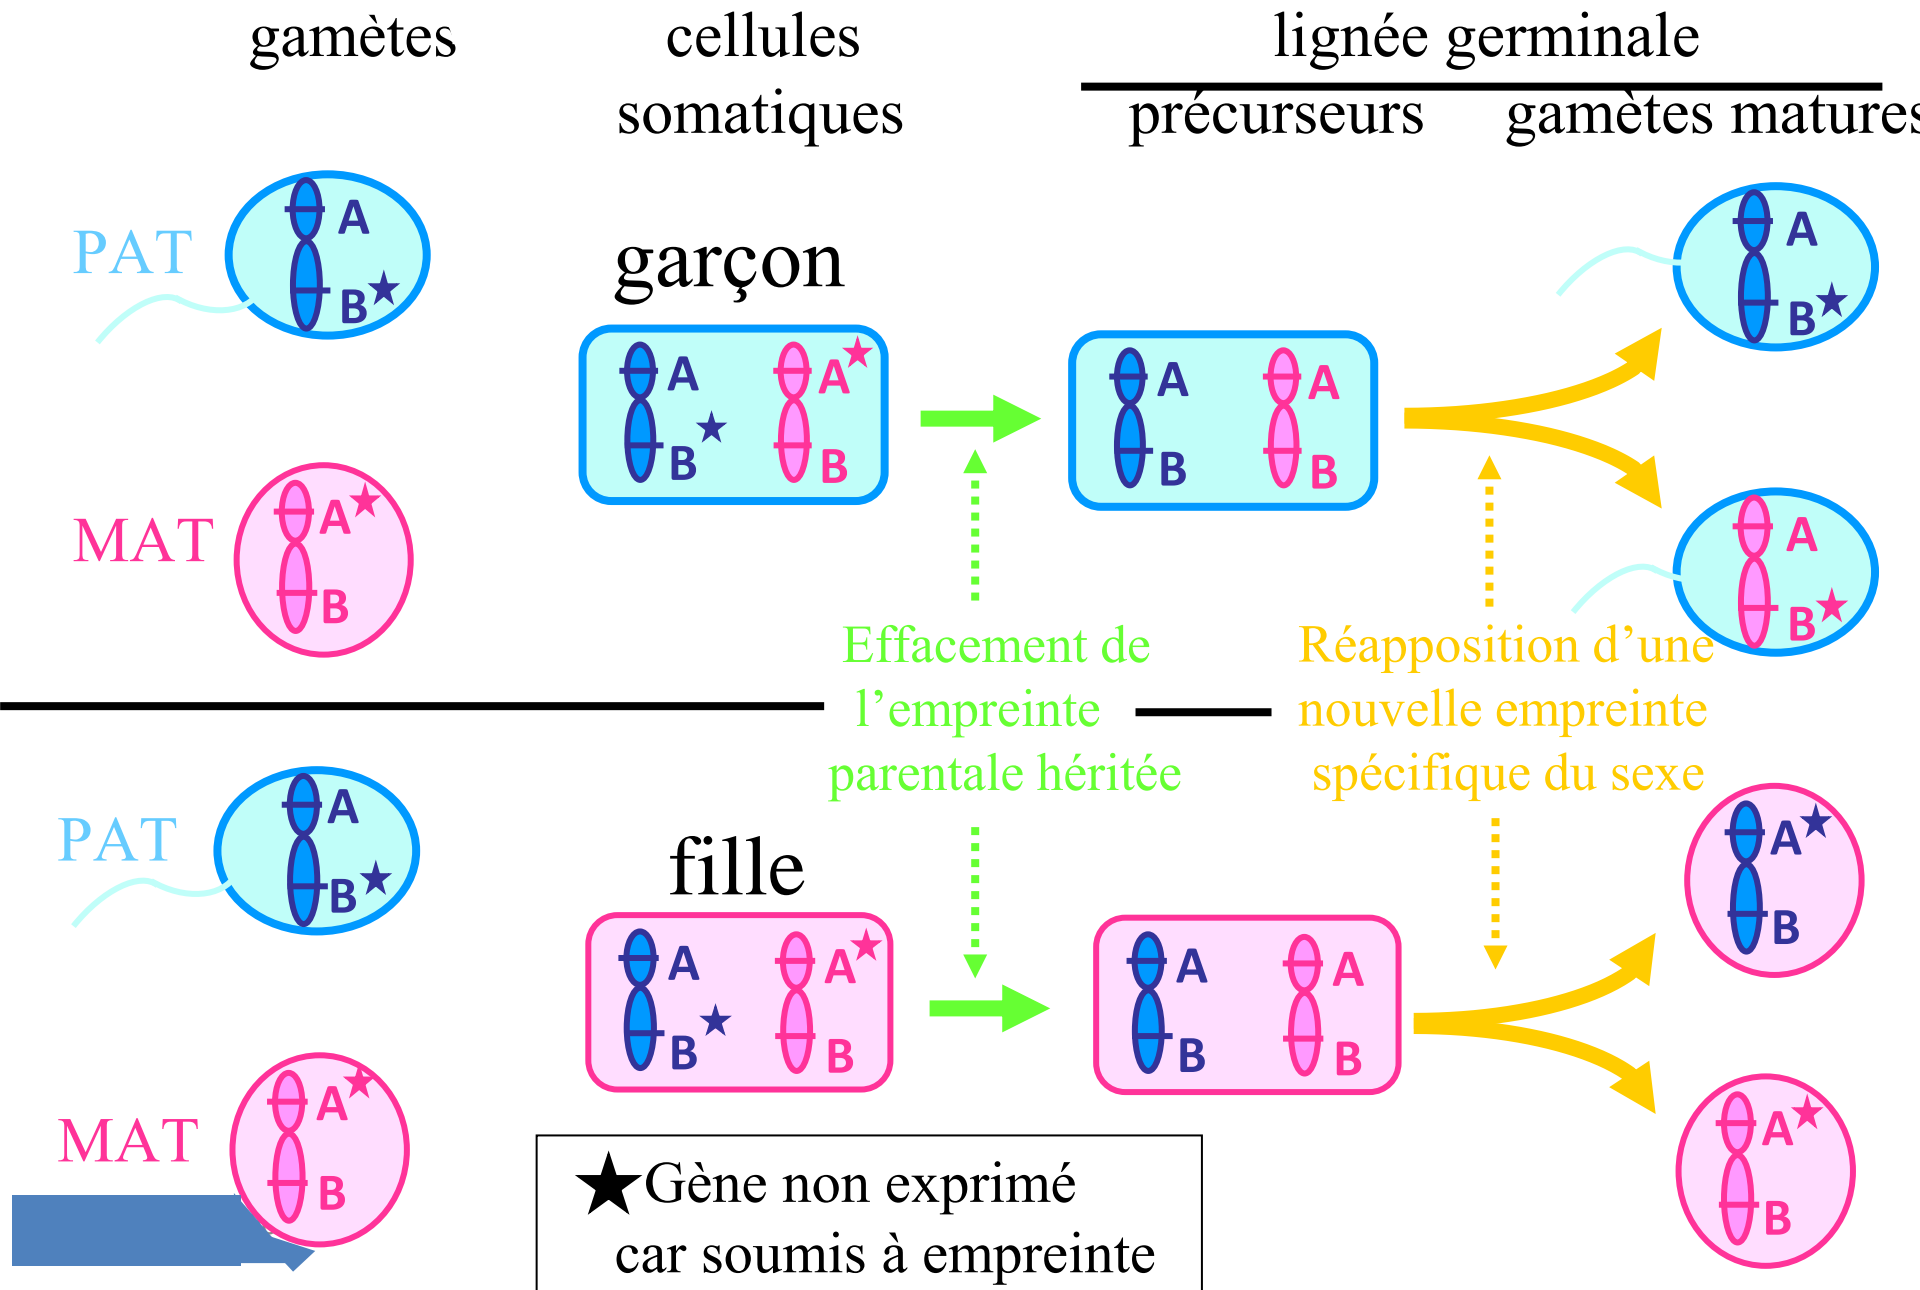 gamètes
cellules
somatiques
lignée germinale
précurseurs
gamètes matures
PAT
A
B
MAT
A
B
garçon
A
B
A
B
A
B
A
B
A
B
A
B
Effacement de
l’empreinte
parentale héritée
Réapposition d’une
nouvelle empreinte
spécifique du sexe
PAT
A
B
MAT
A
B
fille
A
B
A
B
A
B
A
B
A
B
A
B
Gène non exprimé
car soumis à empreinte